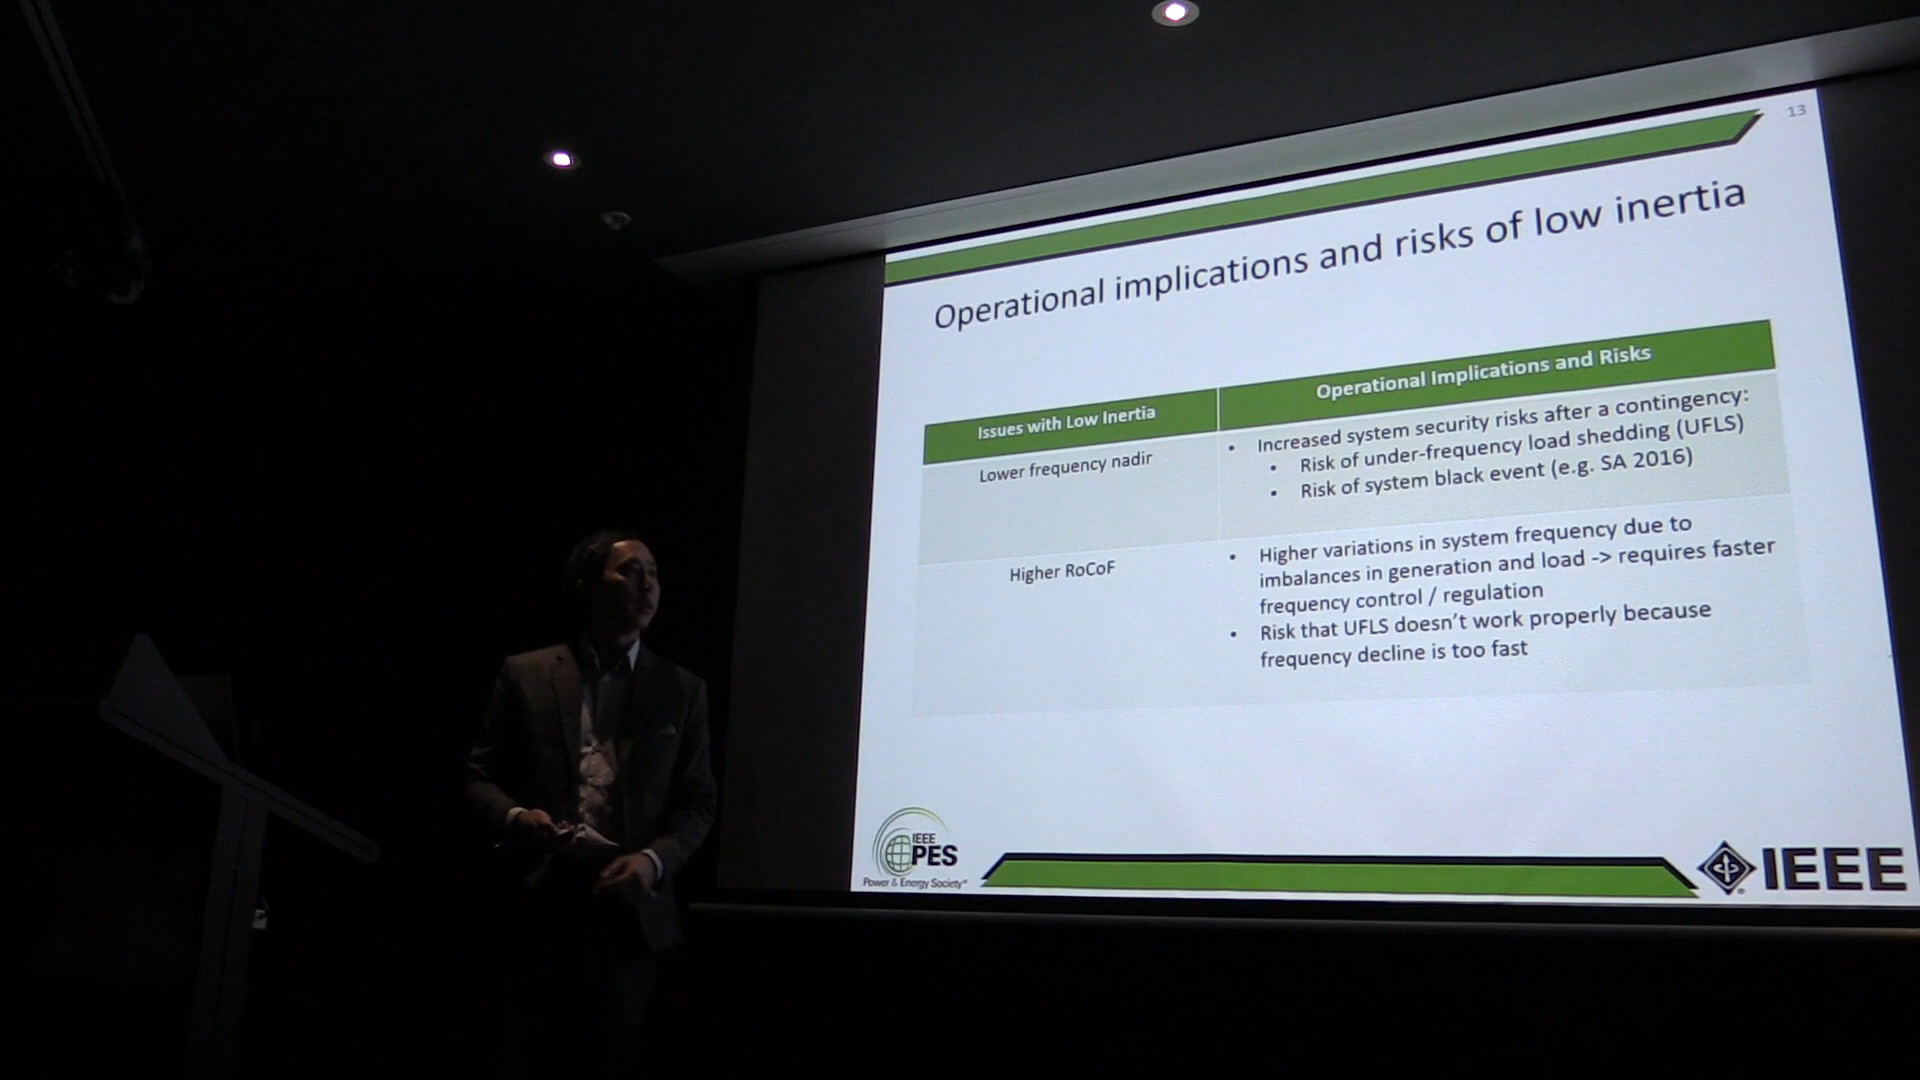 13
Operational implications and risks of low inertia
Issues with Low Inertia
Operational Implications and Risks
Lower frequency nadir
• Increased system security risks after a contingency:
• Risk of under-frequency load shedding (UFLS)
• Risk of system black event (e.g. SA 2016)
Higher RoCoF
• Higher variations in system frequency due to
imbalances in generation and load -> requires faster
frequency control / regulation
• Risk that UFLS doesn't work properly because
frequency decline is too fast
IEEE
PES
Power & Energy Society®
IEEE